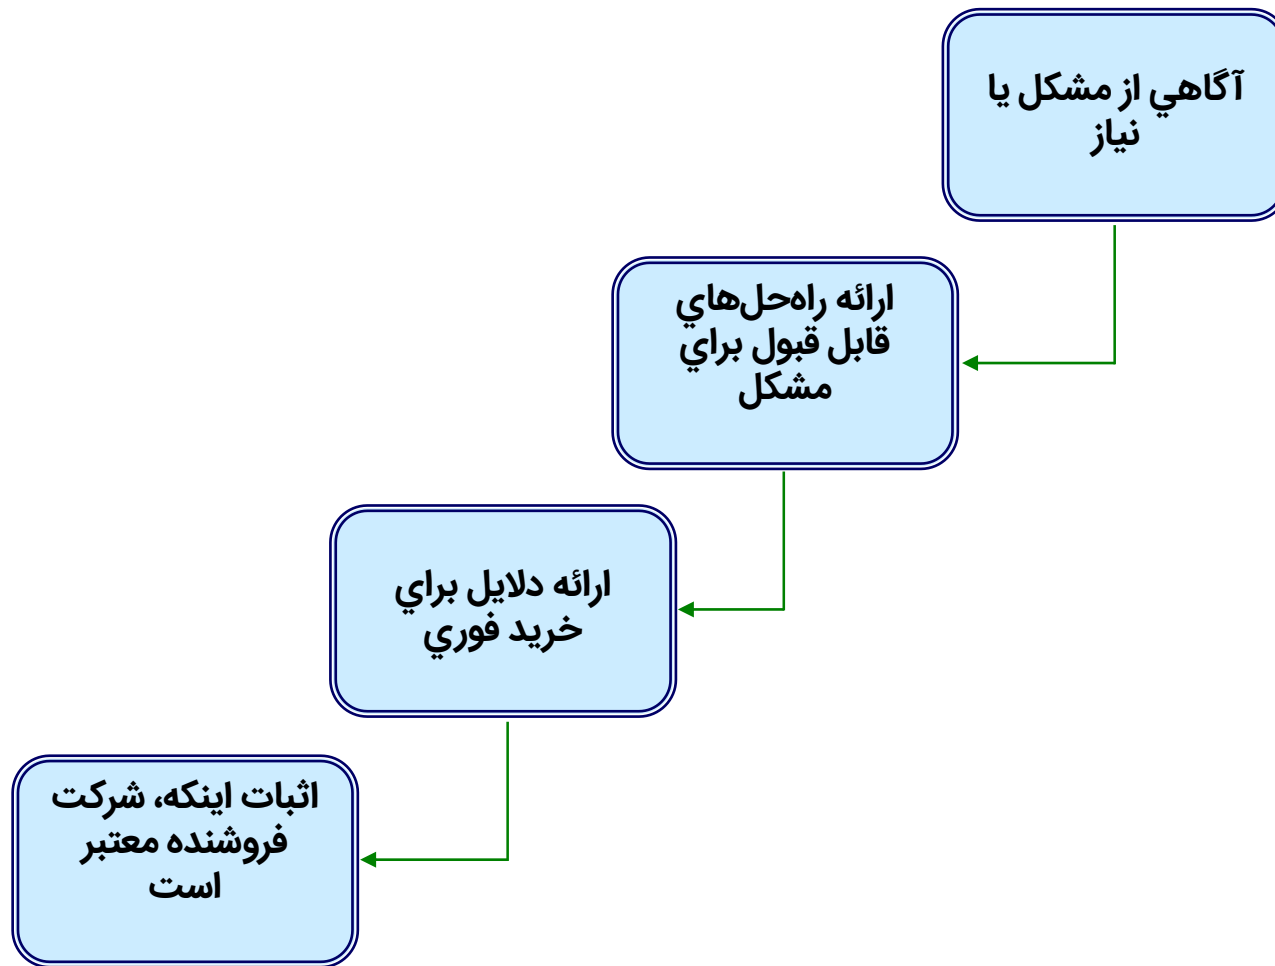 آگاهي از مشکل يا
نياز
ارائه راه‌حل‌هاي
قابل قبول براي
مشکل
ارائه دلايل براي
خريد فوري
اثبات اينکه، شرکت
فروشنده معتبر
است